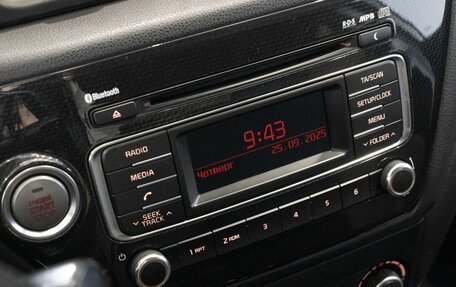 RDS MP3
Bluetooth
TA/SCAN
SETUP/CLOCK
MENU
FOLDER
RADIO
MEDIA
SEEK
TRACK
9:43
25.09.2025
Четверг
1 RPT
2 RDM
3
4
5
6
ENGINE
START
STOP